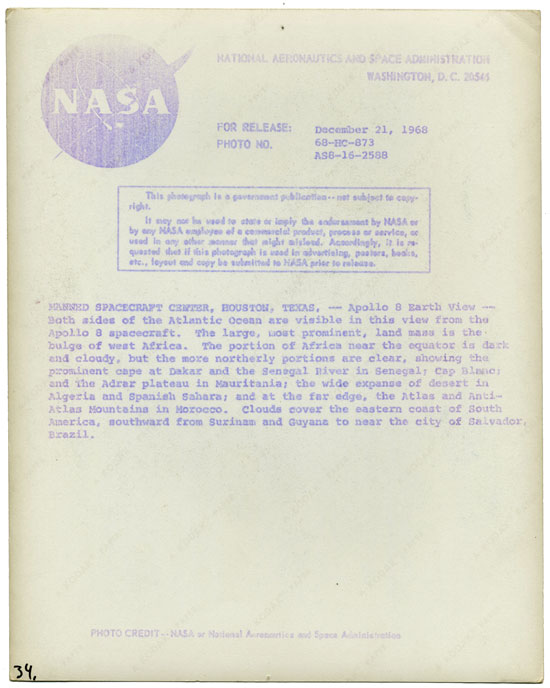 NASA
NATIONAL AERONAUTICS AND SPACE ADMINISTRATION
WASHINGTON, D. C. 20546
FOR RELEASE: December 21, 1968
PHOTO NO. 68-HC-873
AS8-16-2588
This photograph is a government publication--not subject to copy-
right.
It may not be used to state or imply the endorsement by NASA or
by any NASA employee of a commercial product, process or service, or
used in any other manner that might mislead. Accordingly, it is re-
quested that if this photograph is used in advertising, posters, books,
etc., layout and copy be submitted to NASA prior to release.
MANNED SPACECRAFT CENTER, HOUSTON, TEXAS, -- Apollo 8 Earth View --
Both sides of the Atlantic Ocean are visible in this view from the
Apollo 8 spacecraft. The large, most prominent, land mass is the
bulge of west Africa. The portion of Africa near the equator is dark
and cloudy, but the more northerly portions are clear, showing the
prominent cape at Dakar and the Senegal River in Senegal; Cap Blanc;
and The Adrar plateau in Mauritania; the wide expanse of desert in
Algeria and Spanish Sahara; and at the far edge, the Atlas and Anti-
Atlas Mountains in Morocco. Clouds cover the eastern coast of South
America, southward from Surinam and Guyana to near the city of Salvador,
Brazil.
PHOTO CREDIT--NASA or National Aeronautics and Space Administration
34.